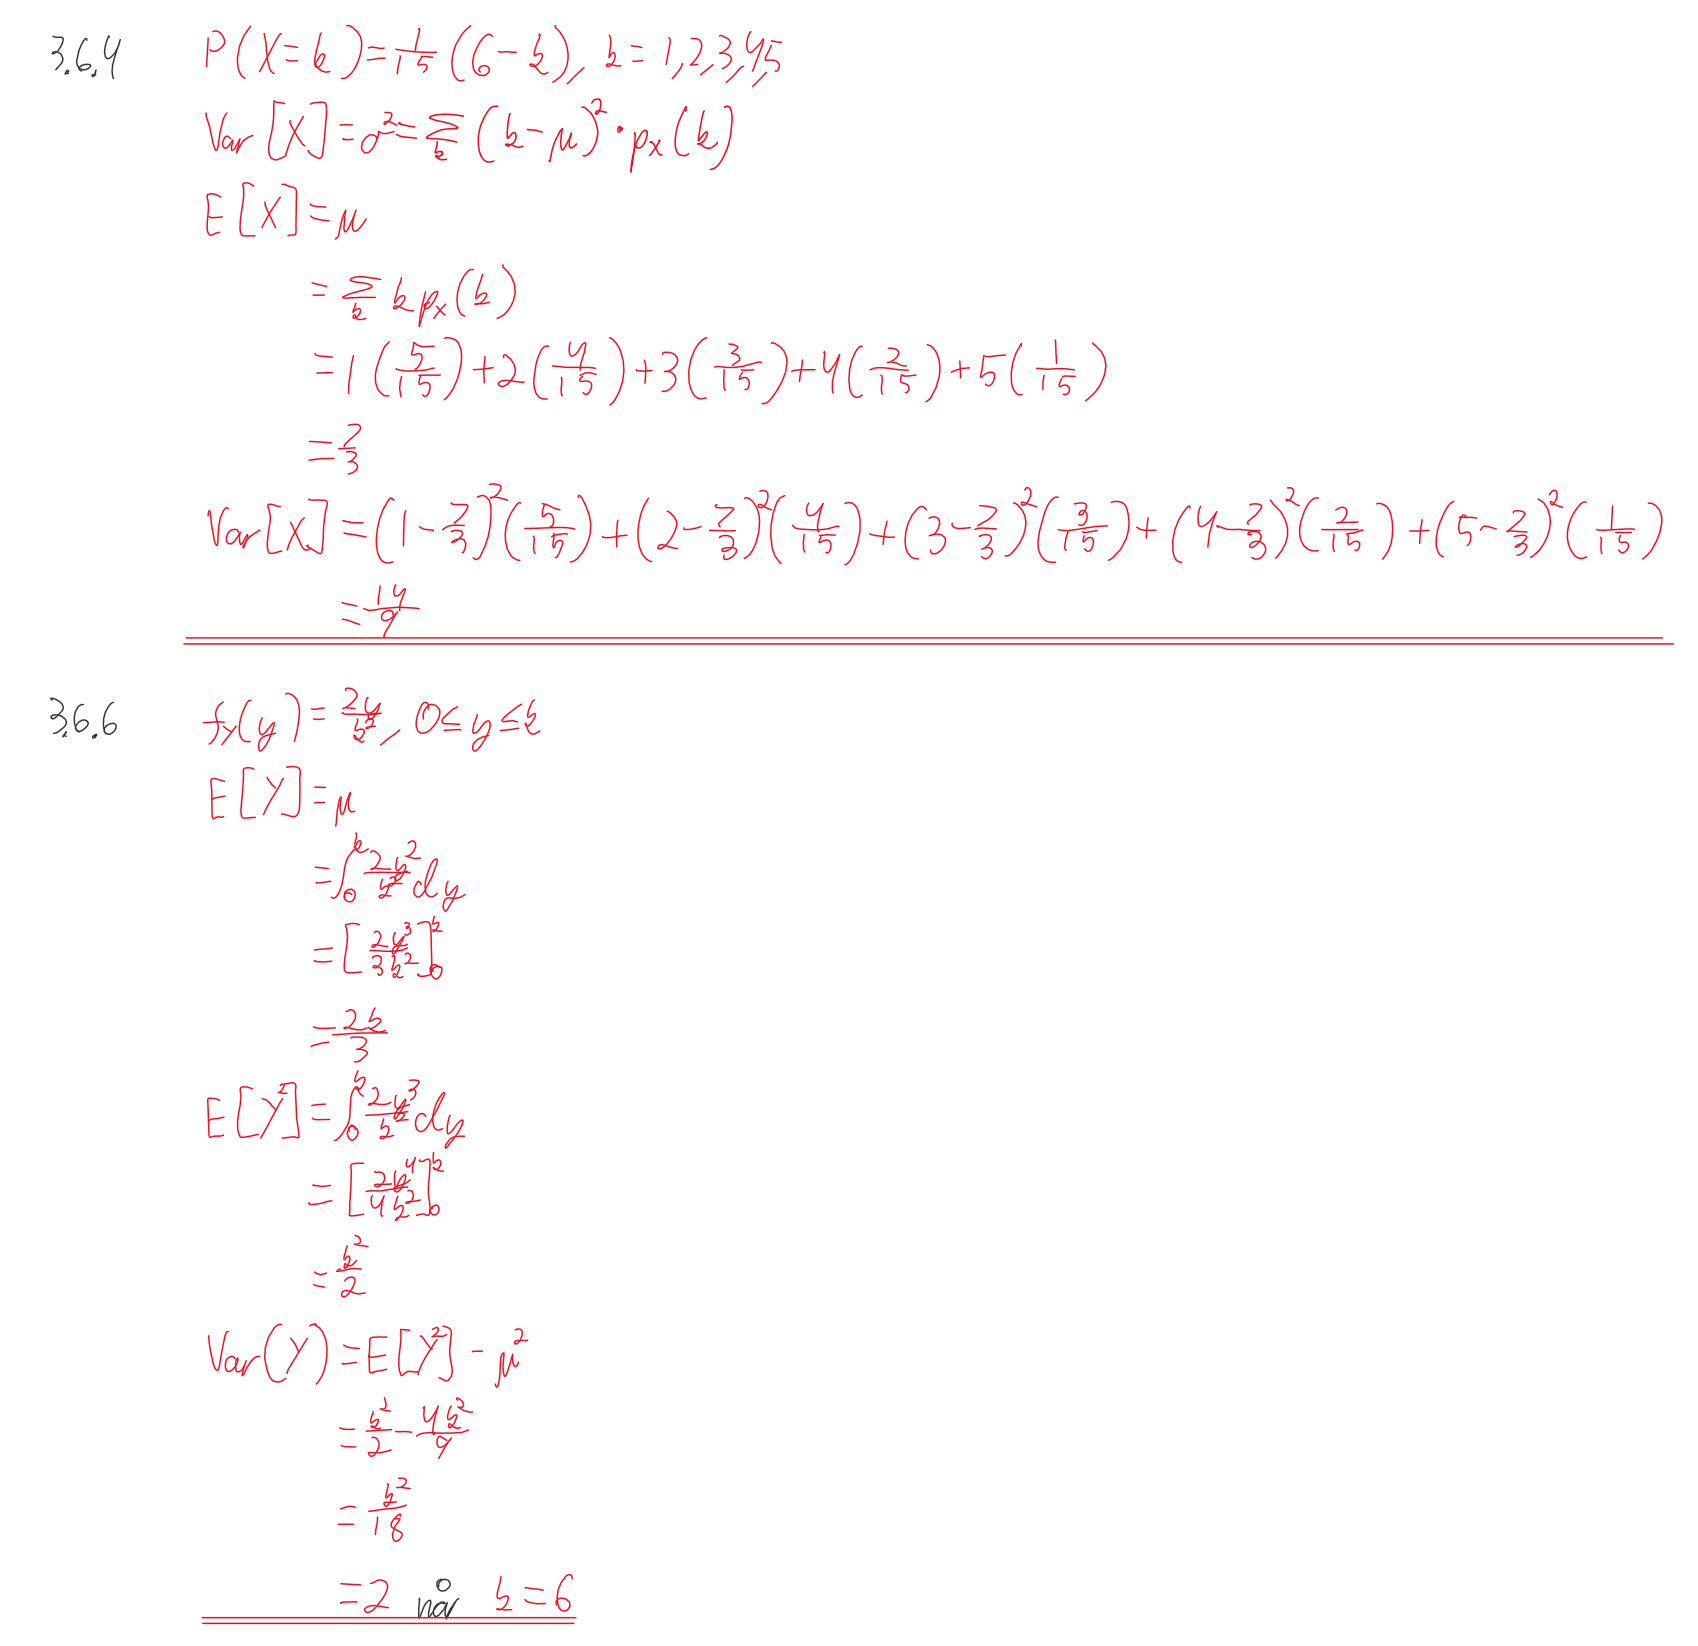 3.6.4 P(X=k)=1/15(6-k), k=1,2,3,4,5
Var[X]=σ²=∑_k (k-μ)²·p_X(k)
E[X]=μ
=∑_k k p_X(k)
=1(5/15)+2(4/15)+3(3/15)+4(2/15)+5(1/15)
=7/3
Var[X]=(1-7/3)²(5/15)+(2-7/3)²(4/15)+(3-7/3)²(3/15)+(4-7/3)²(2/15)+(5-7/3)²(1/15)
=14/9
3.6.6 f_Y(y)=2y/k², 0≤y≤k
E[Y]=μ
=∫_0^k 2y²/k² dy
=[2y³/3k²]_0^k
=2k/3
E[Y²]=∫_0^k 2y³/k² dy
=[2y⁴/4k²]_0^k
=k²/2
Var(Y)=E[Y²]-μ²
=k²/2-4k²/9
=k²/18
=2 når k=6